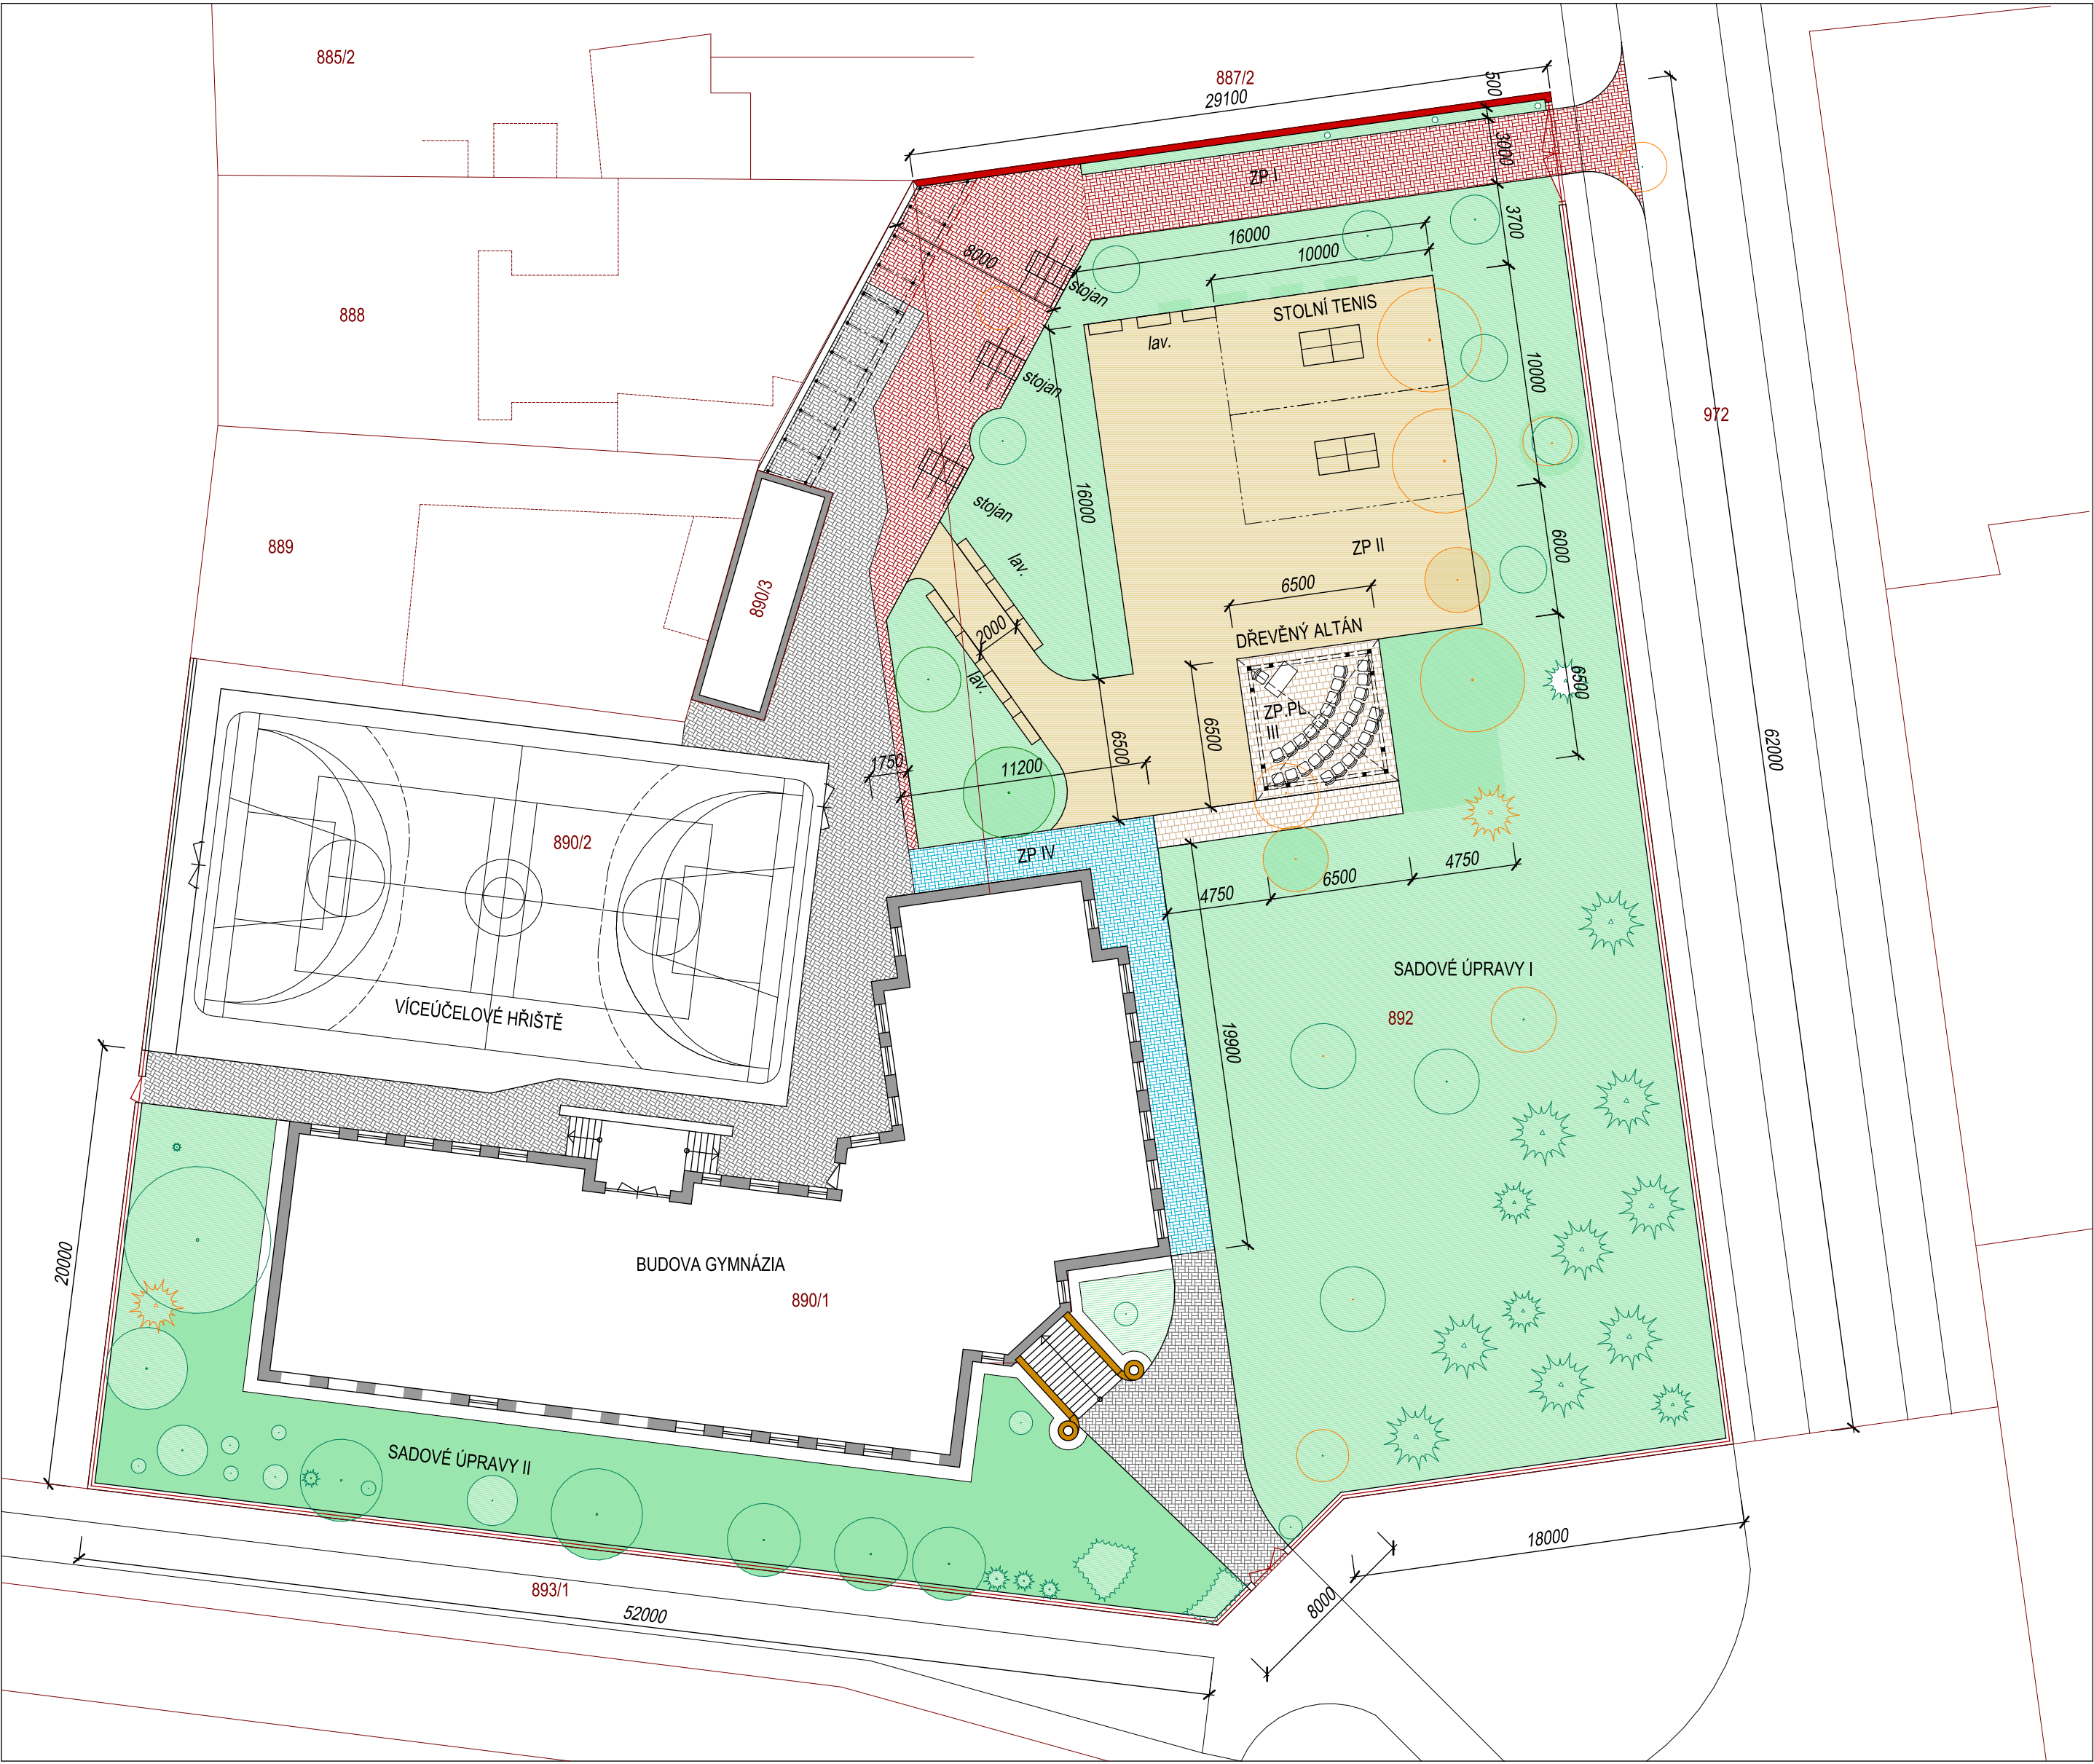 885/2
887/2
29100
500
3000
ZP I
3700
16000
10000
8000
stojan
STOLNÍ TENIS
888
lav.
stojan
10000
972
16000
stojan
889
ZP II
6000
lav.
6500
890/3
2000
DŘEVĚNÝ ALTÁN
lav.
6500
ZP.PL.
III
6500
6500
62000
1750
11200
890/2
ZP IV
4750
6500
4750
SADOVÉ ÚPRAVY I
892
VÍCEÚČELOVÉ HŘIŠTĚ
19900
20000
BUDOVA GYMNÁZIA
890/1
SADOVÉ ÚPRAVY II
18000
893/1
8000
52000